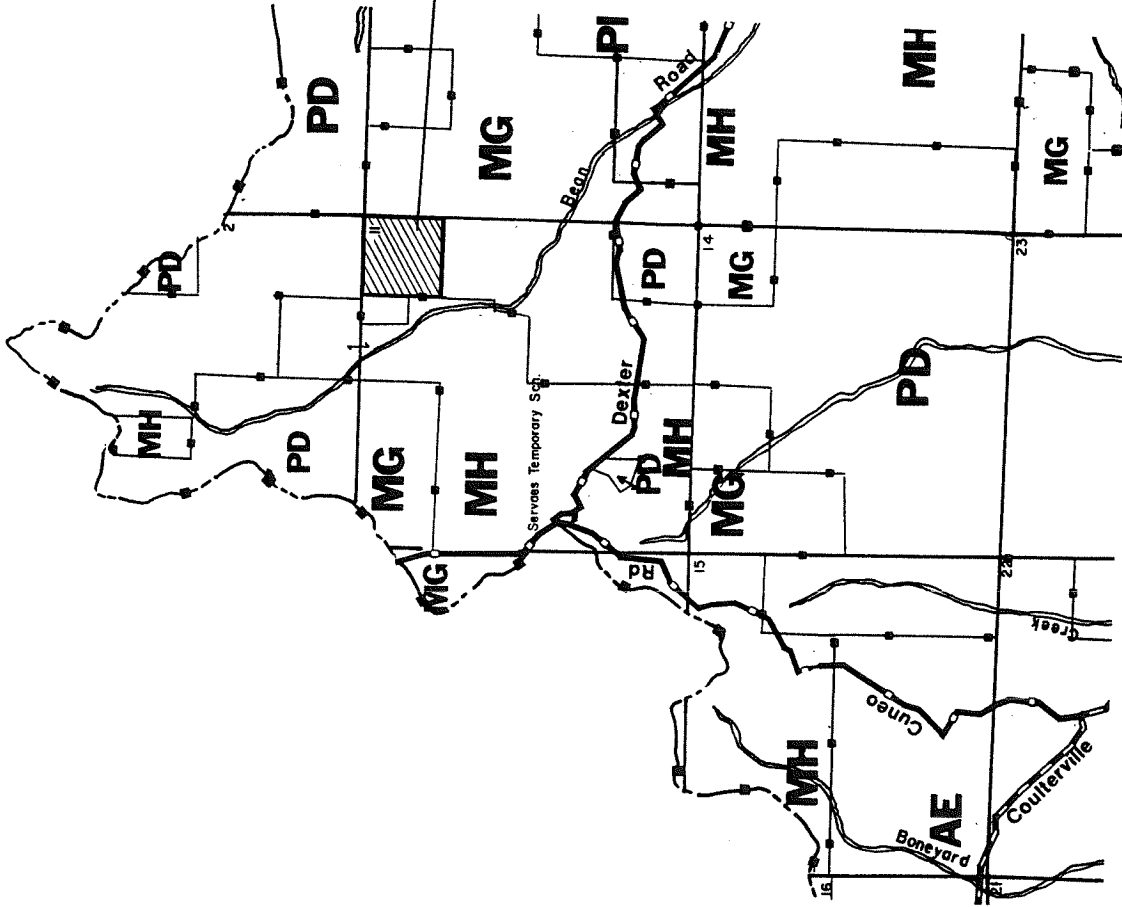 PI
PD
MH
Road
MG
MH
MG
Bean
2
11
PD
PD
14
MG
23
1
Dexter
PD
MH
PD
MG
MH
Servaes Temporary Sch.
PD
MH
MG
MG
Rd
15
22
Creek
Cuneo
MH
AE
Coulterville
Boneyard
16
21